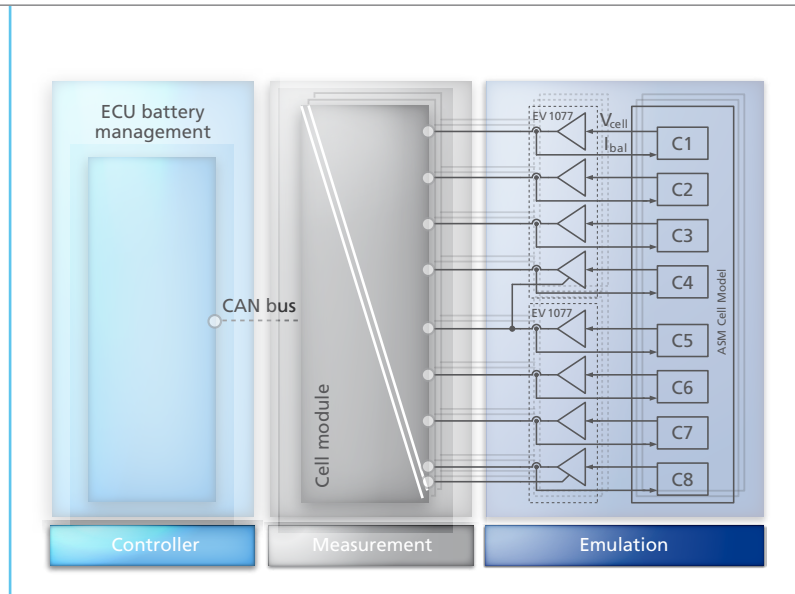 ECU battery
management
CAN bus
Cell module
EV 1077
Vcell
Ibal
C1
C2
C3
C4
EV 1077
C5
C6
C7
C8
ASM Cell Model
Controller
Measurement
Emulation